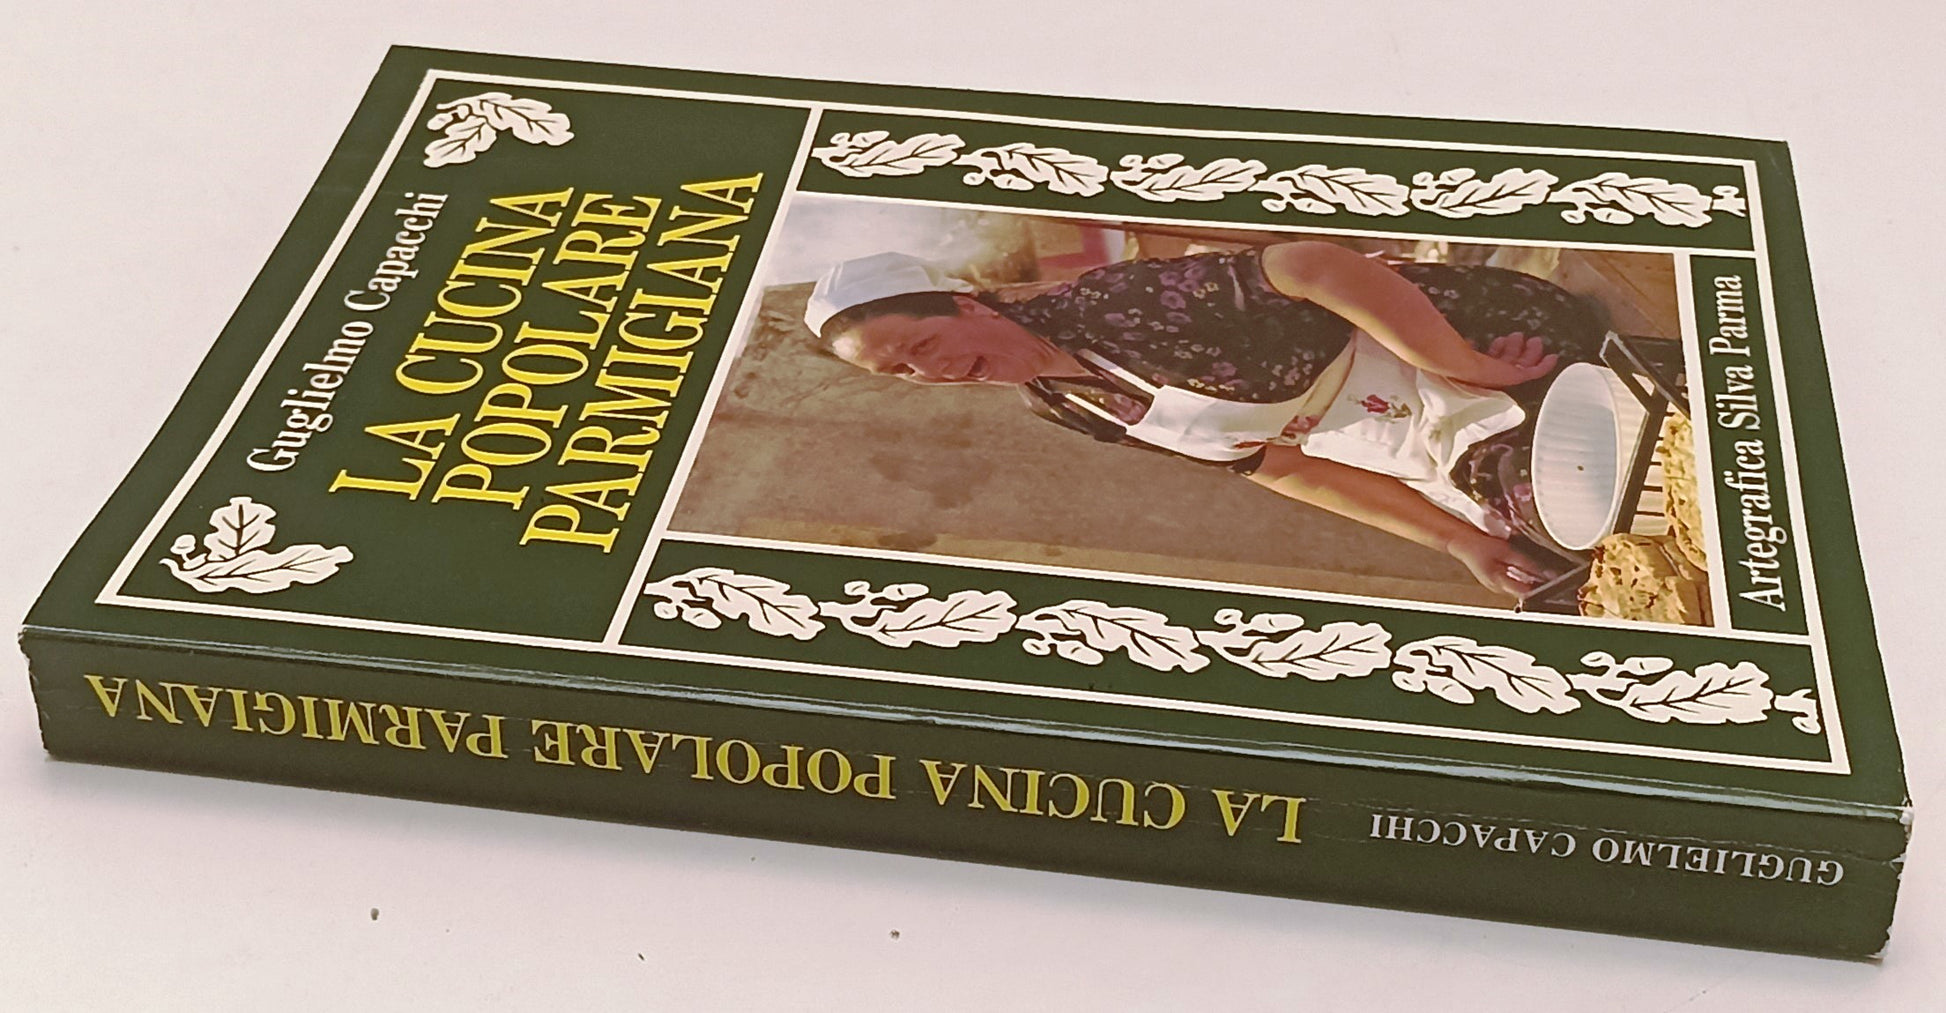 Guglielmo Capacchi
LA CUCINA
POPOLARE
PARMIGIANA
Artegrafica Silva Parma
GUGLIELMO CAPACCHI LA CUCINA POPOLARE PARMIGIANA